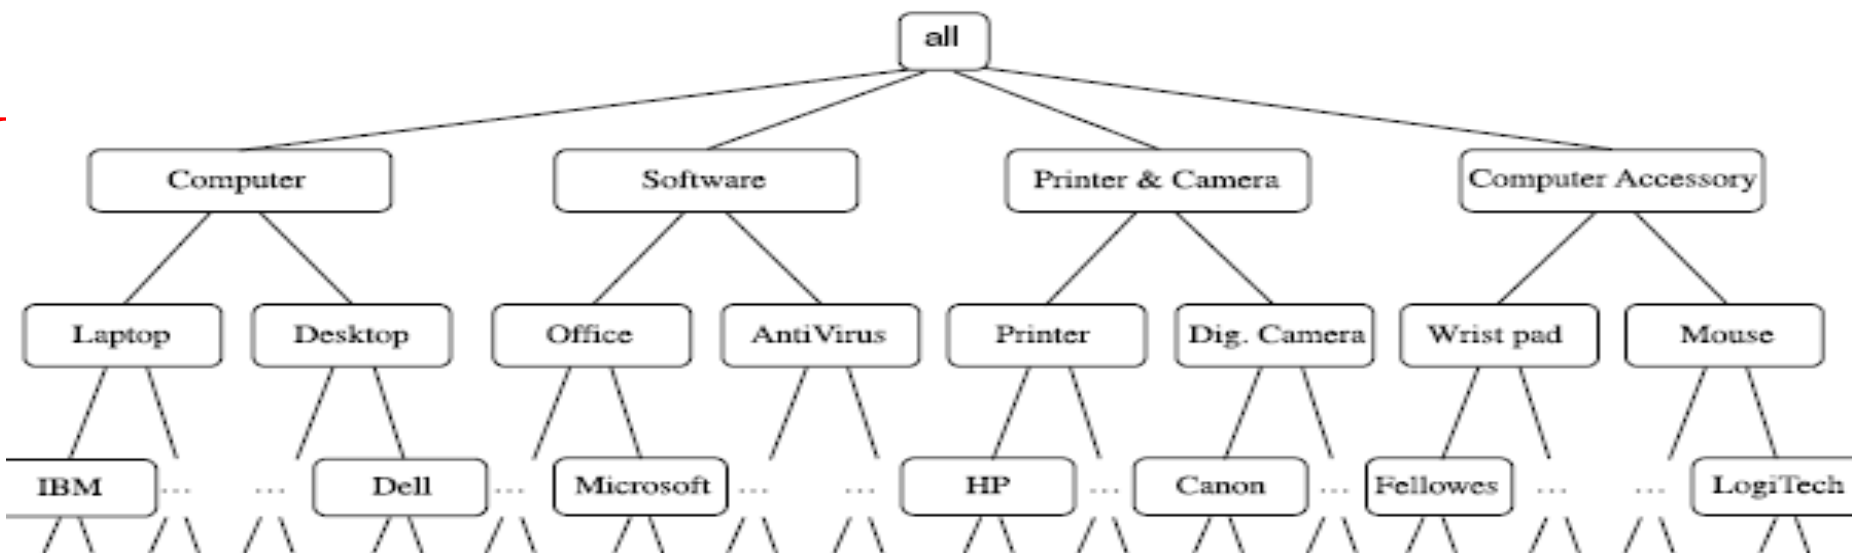 all
Computer
Software
Printer & Camera
Computer Accessory
Laptop
Desktop
Office
AntiVirus
Printer
Dig. Camera
Wrist pad
Mouse
IBM
...
...
Dell
...
Microsoft
...
...
HP
...
Canon
...
Fellowes
...
...
LogiTech